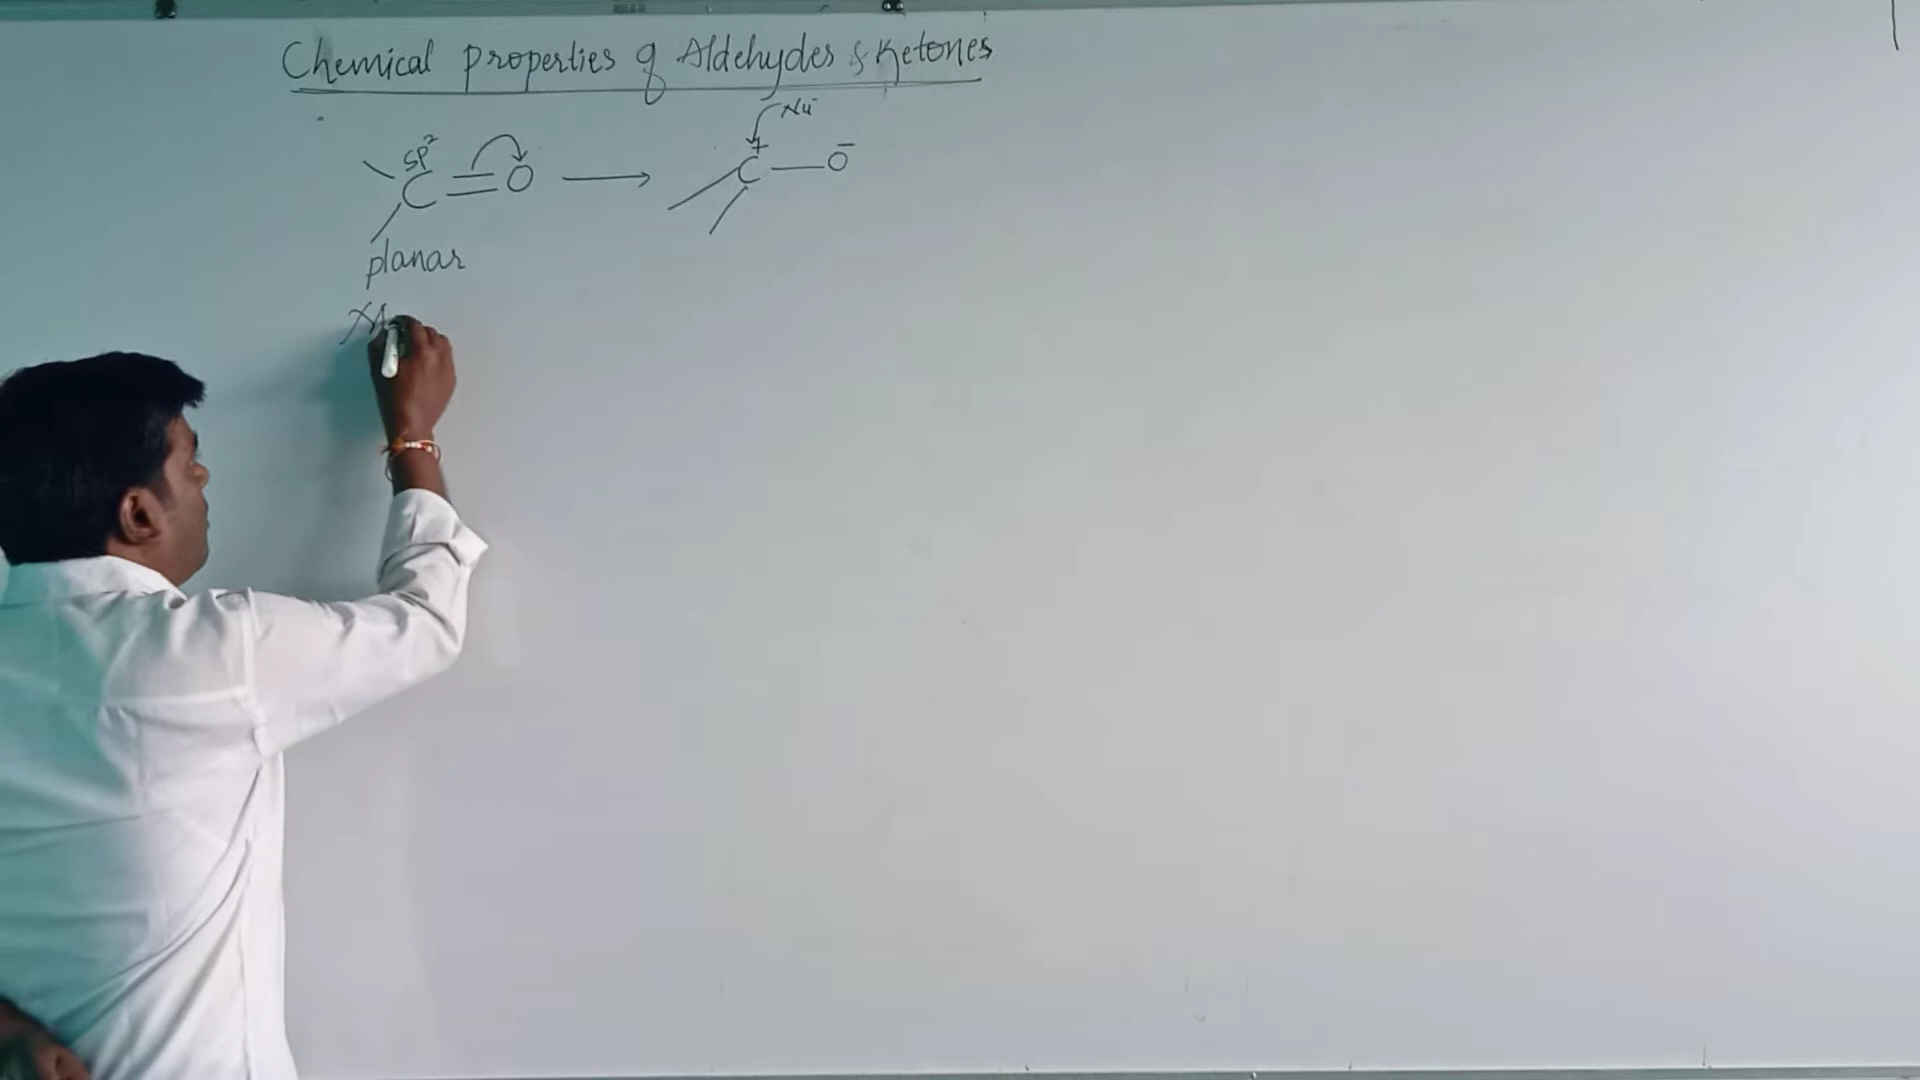 Chemical properties of Aldehydes & Ketones
Nu⁻
sp²
C=O ⟶ C⁺—O⁻
planar